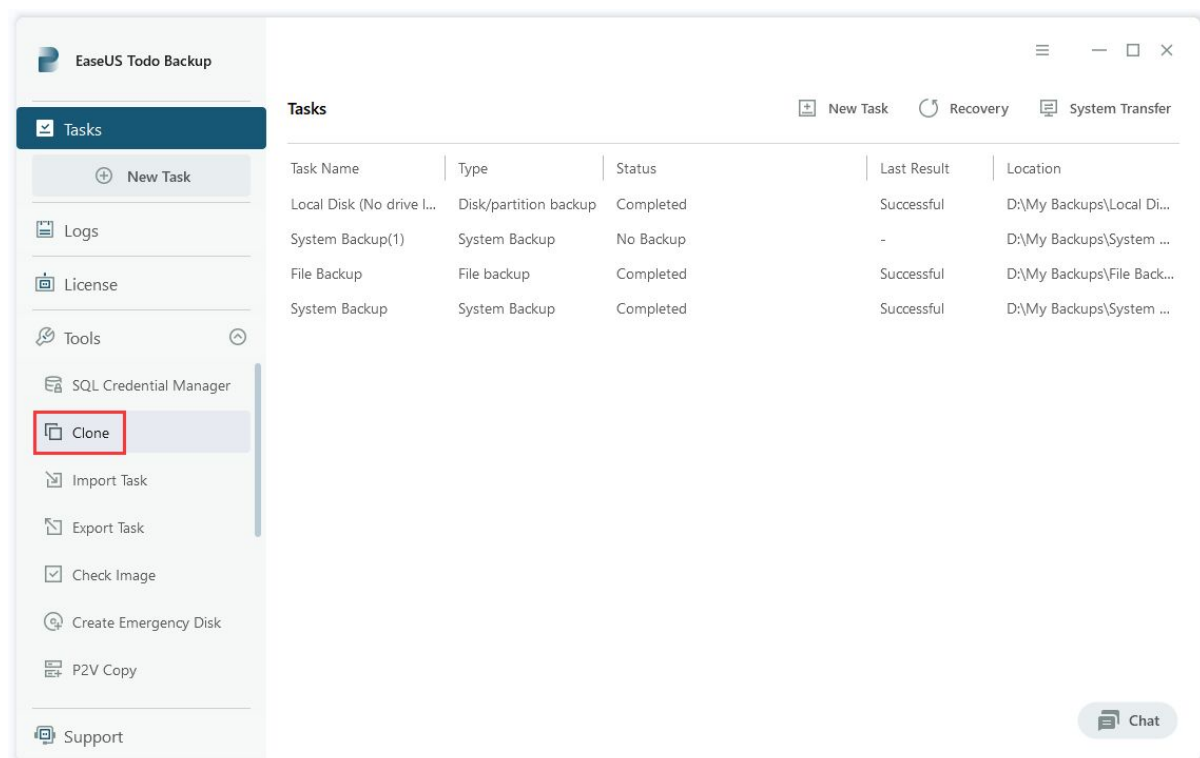 EaseUS Todo Backup
Tasks
New Task
Logs
License
Tools
SQL Credential Manager
Clone
Import Task
Export Task
Check Image
Create Emergency Disk
P2V Copy
Support
Tasks
New Task Recovery System Transfer
Task Name Type Status Last Result Location
Local Disk (No drive l... Disk/partition backup Completed Successful D:\My Backups\Local Di...
System Backup(1) System Backup No Backup - D:\My Backups\System ...
File Backup File backup Completed Successful D:\My Backups\File Back...
System Backup System Backup Completed Successful D:\My Backups\System ...
Chat